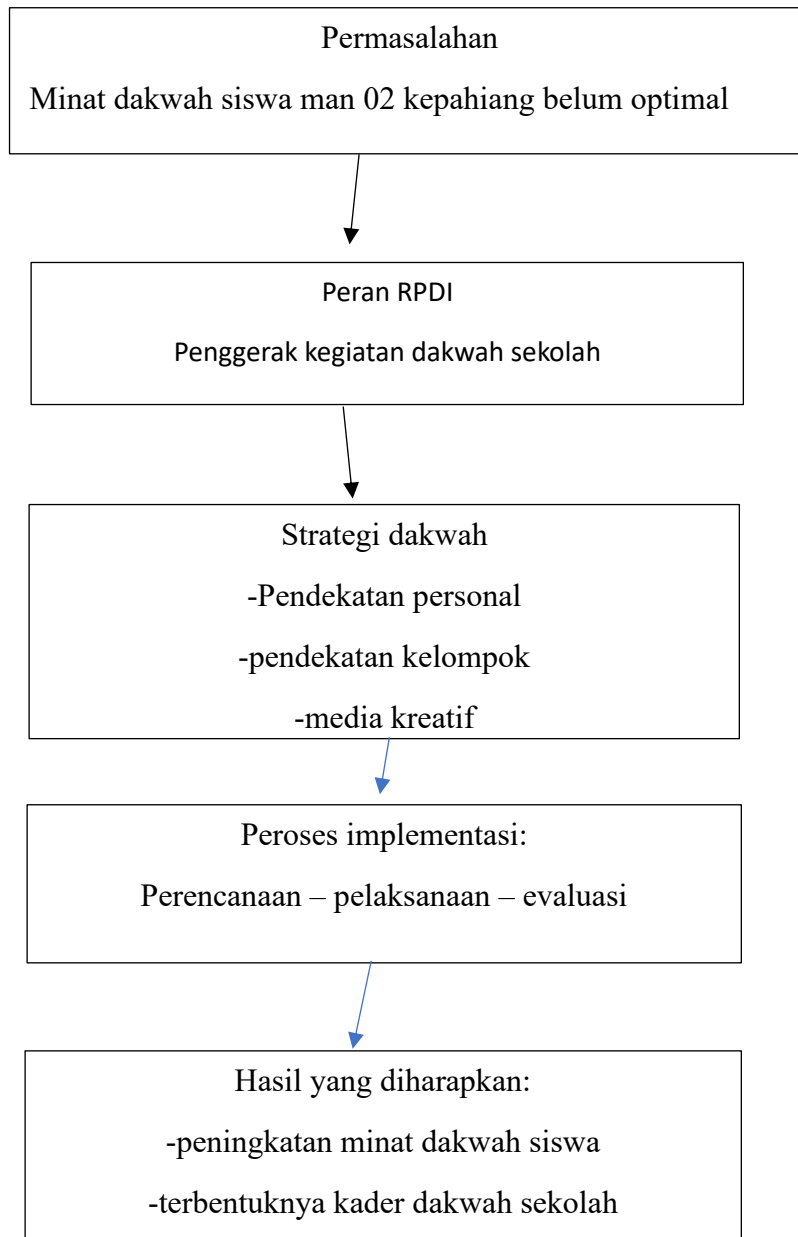 Permasalahan
Minat dakwah siswa man 02 kepahiang belum optimal
Peran RPDI
Penggerak kegiatan dakwah sekolah
Strategi dakwah
-Pendekatan personal
-pendekatan kelompok
-media kreatif
Peroses implementasi:
Perencanaan – pelaksanaan – evaluasi
Hasil yang diharapkan:
-peningkatan minat dakwah siswa
-terbentuknya kader dakwah sekolah